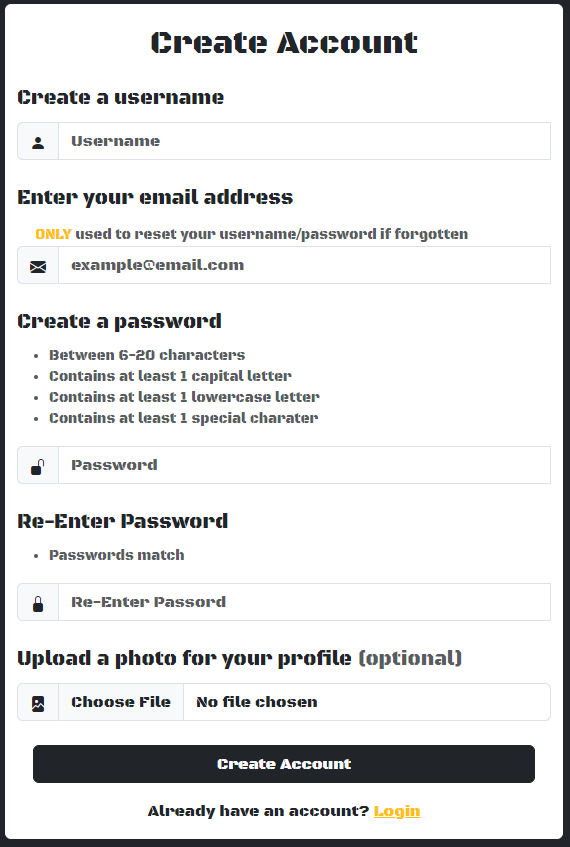 Create Account
Create a username
Username
Enter your email address
ONLY used to reset your username/password if forgotten
example@email.com
Create a password
• Between 6-20 characters
• Contains at least 1 capital letter
• Contains at least 1 lowercase letter
• Contains at least 1 special charater
Password
Re-Enter Password
• Passwords match
Re-Enter Passord
Upload a photo for your profile (optional)
Choose File No file chosen
Create Account
Already have an account? Login